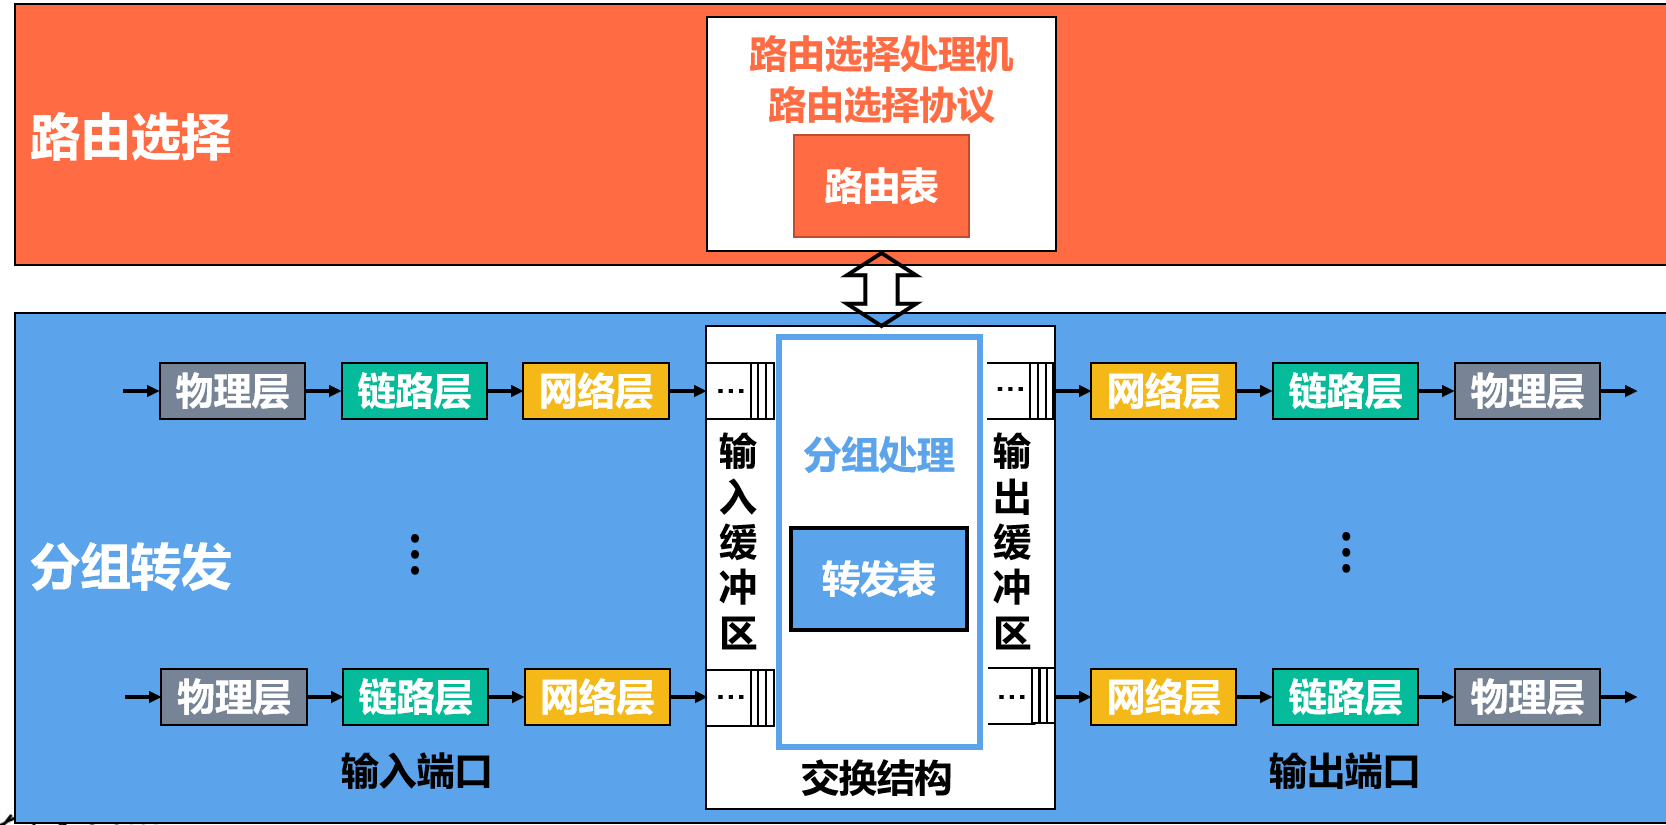 路由选择处理机
路由选择协议
路由选择
路由表
物理层
链路层
网络层
…
…
网络层
链路层
物理层
输入缓冲区
分组处理
输出缓冲区
分组转发
转发表
物理层
链路层
网络层
…
…
网络层
链路层
物理层
输入端口
交换结构
输出端口